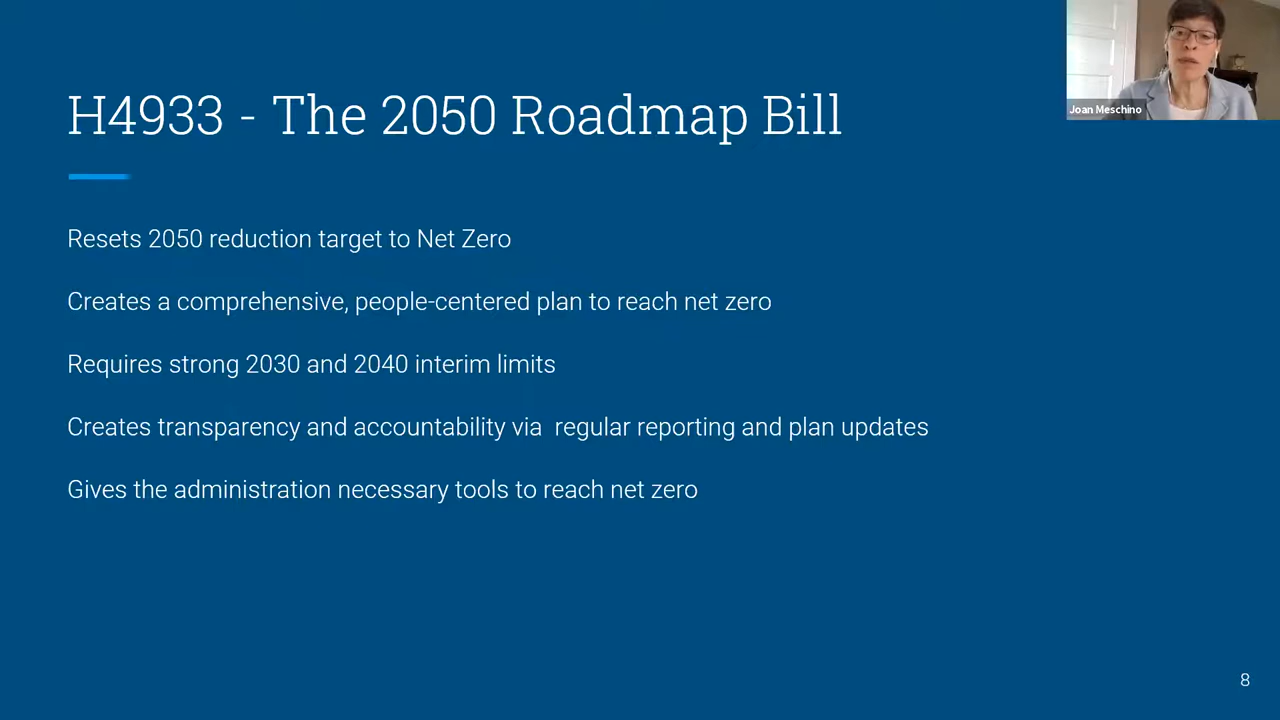 H4933 - The 2050 Roadmap Bill
Joan Meschino
Resets 2050 reduction target to Net Zero
Creates a comprehensive, people-centered plan to reach net zero
Requires strong 2030 and 2040 interim limits
Creates transparency and accountability via  regular reporting and plan updates
Gives the administration necessary tools to reach net zero
8